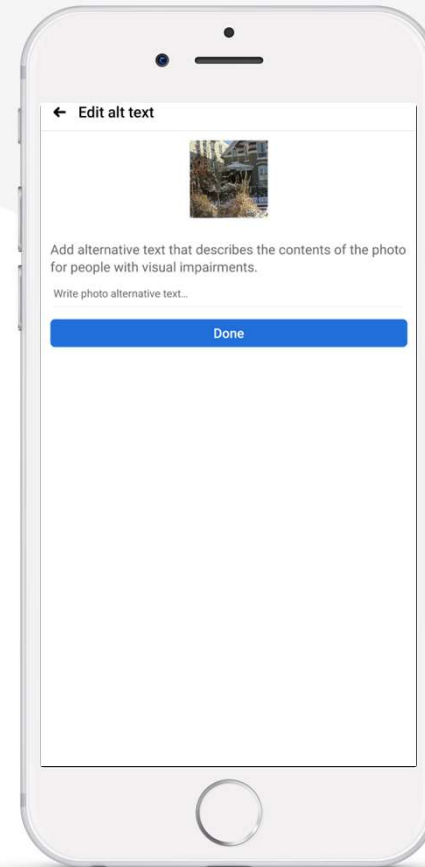 ← Edit alt text
Add alternative text that describes the contents of the photo
for people with visual impairments.
Write photo alternative text...
Done